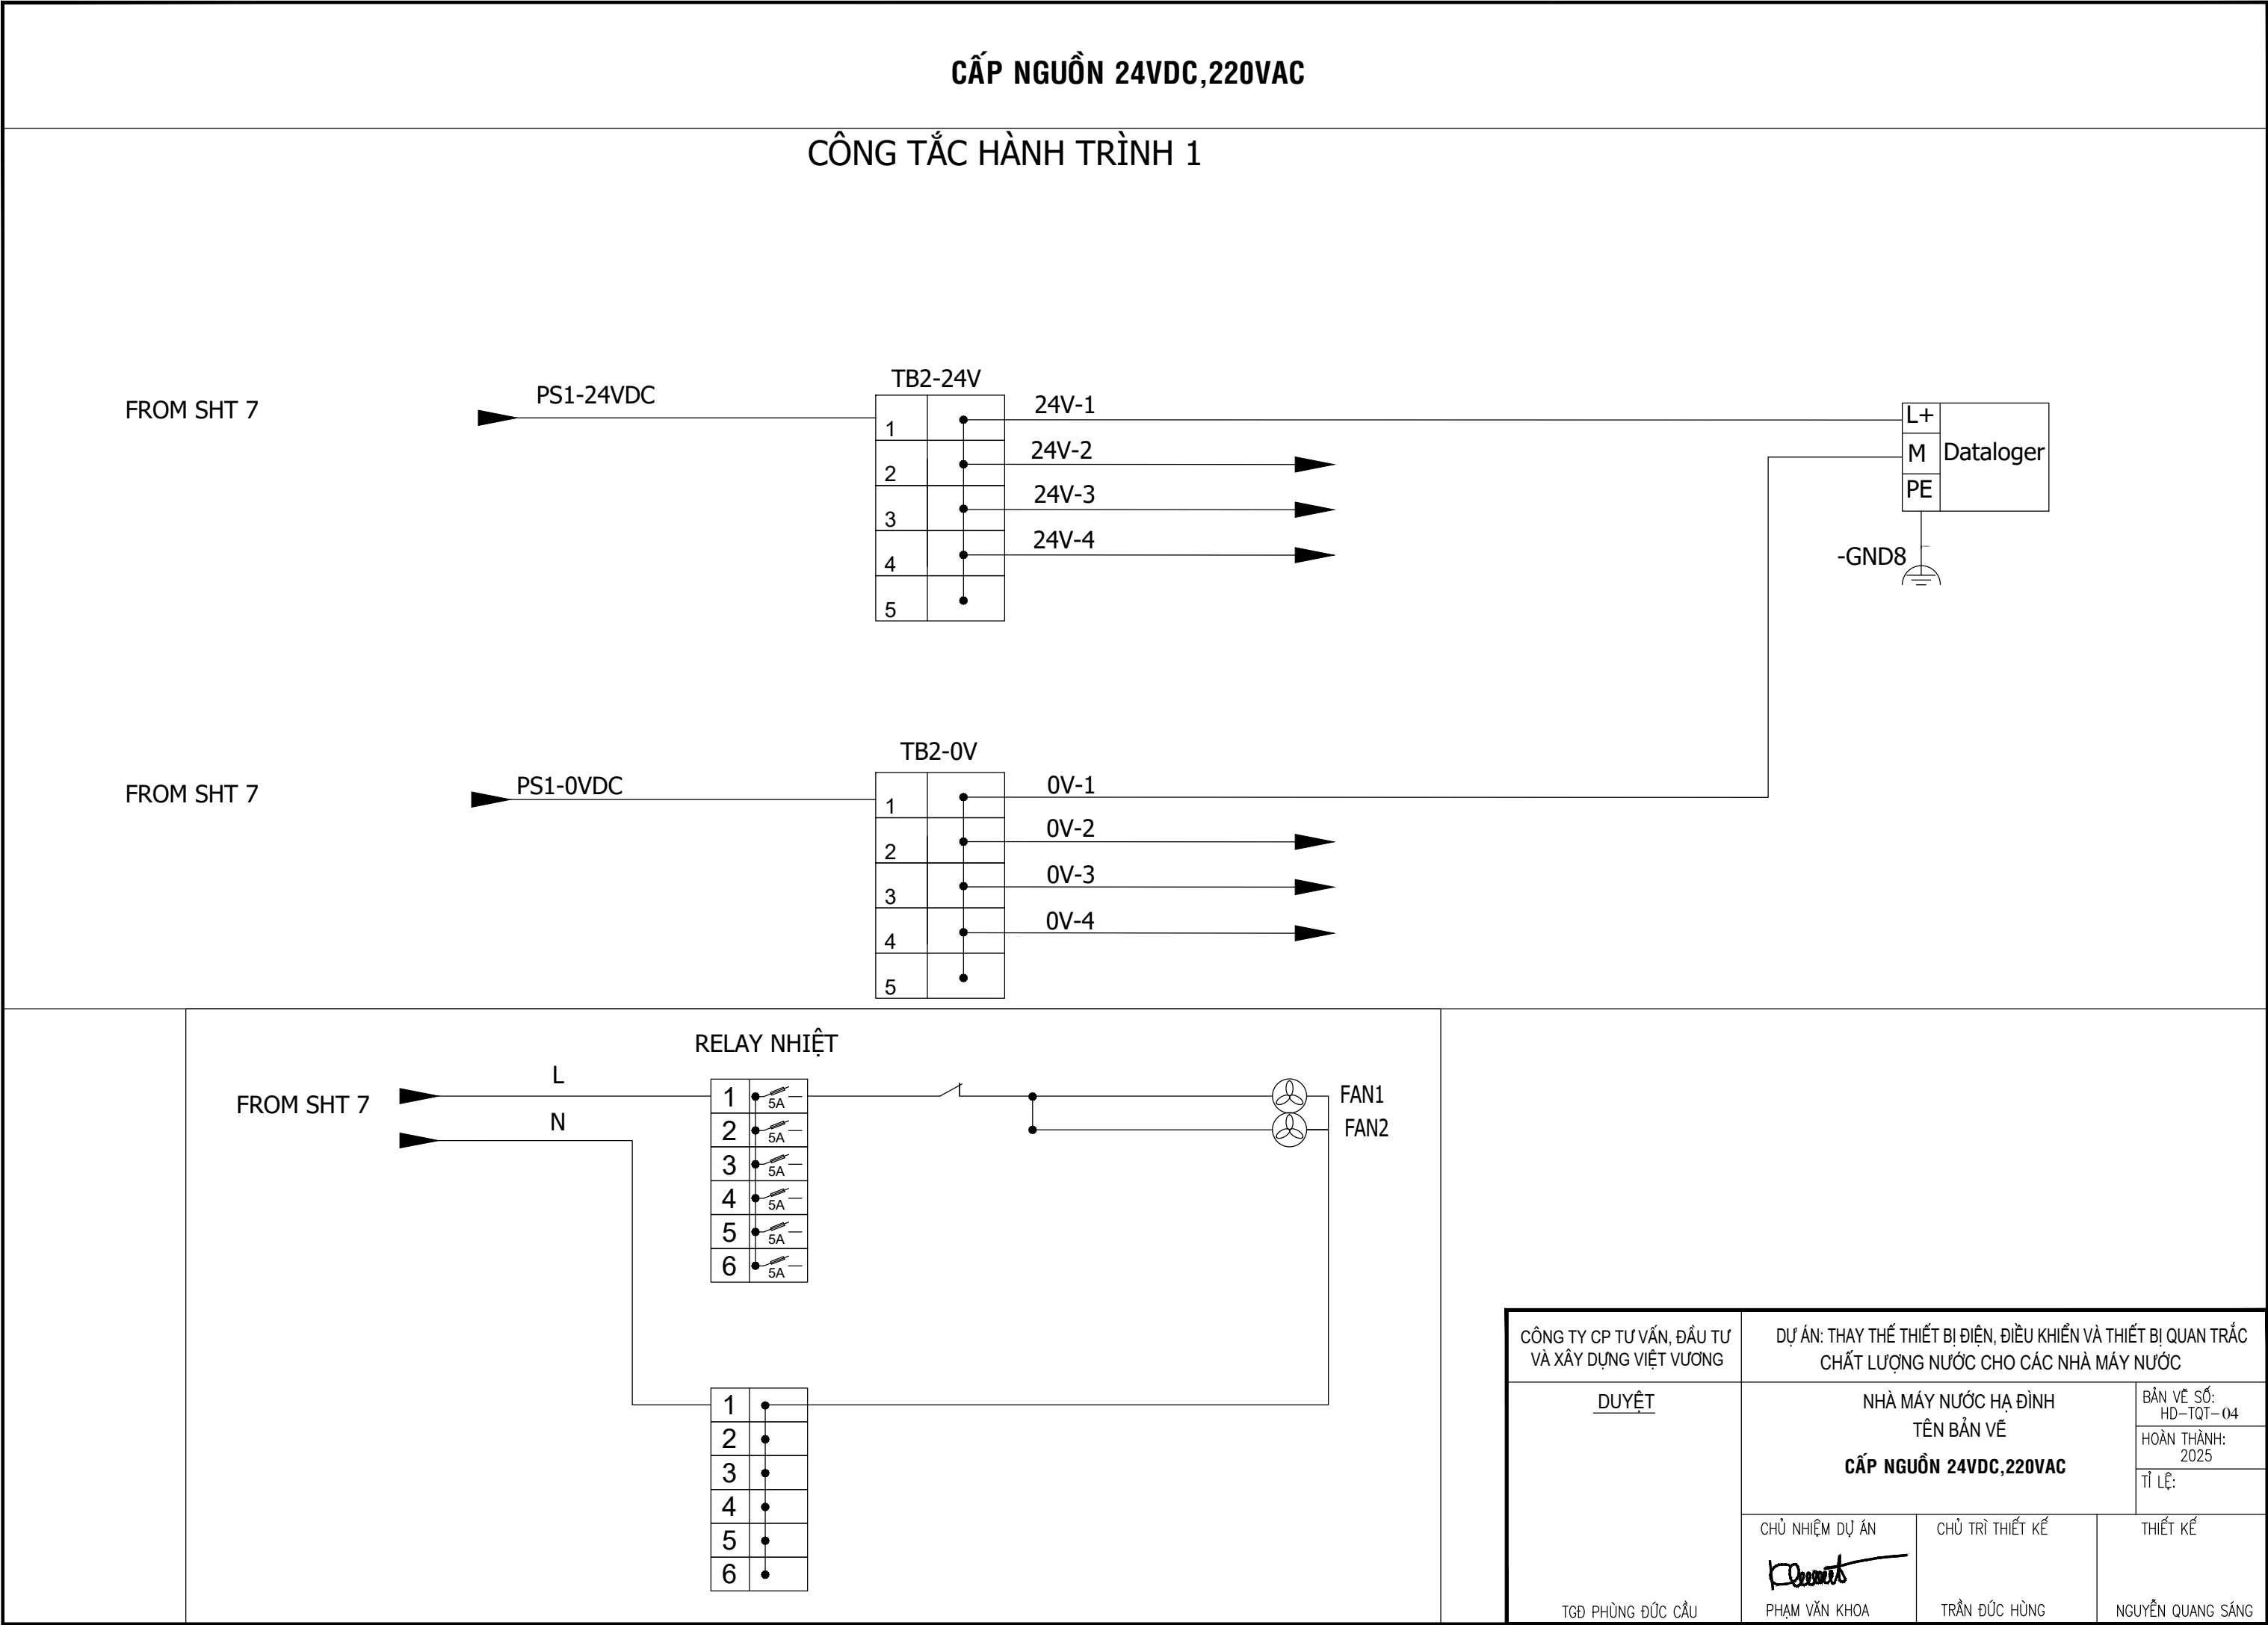 CẤP NGUỒN 24VDC,220VAC
CÔNG TẮC HÀNH TRÌNH 1
FROM SHT 7
PS1-24VDC
TB2-24V
1
2
3
4
5
24V-1
24V-2
24V-3
24V-4
L+
M
PE
Dataloger
-GND8
FROM SHT 7
PS1-0VDC
TB2-0V
1
2
3
4
5
0V-1
0V-2
0V-3
0V-4
RELAY NHIỆT
FROM SHT 7
L
N
1 5A
2 5A
3 5A
4 5A
5 5A
6 5A
FAN1
FAN2
1
2
3
4
5
6
CÔNG TY CP TƯ VẤN, ĐẦU TƯ
VÀ XÂY DỰNG VIỆT VƯƠNG
DỰ ÁN: THAY THẾ THIẾT BỊ ĐIỆN, ĐIỀU KHIỂN VÀ THIẾT BỊ QUAN TRẮC
CHẤT LƯỢNG NƯỚC CHO CÁC NHÀ MÁY NƯỚC
DUYỆT
TGĐ PHÙNG ĐỨC CẦU
NHÀ MÁY NƯỚC HẠ ĐÌNH
TÊN BẢN VẼ
CẤP NGUỒN 24VDC,220VAC
BẢN VẼ SỐ:
HD-TQT-04
HOÀN THÀNH:
2025
TỈ LỆ:
CHỦ NHIỆM DỰ ÁN
PHẠM VĂN KHOA
CHỦ TRÌ THIẾT KẾ
TRẦN ĐỨC HÙNG
THIẾT KẾ
NGUYỄN QUANG SÁNG